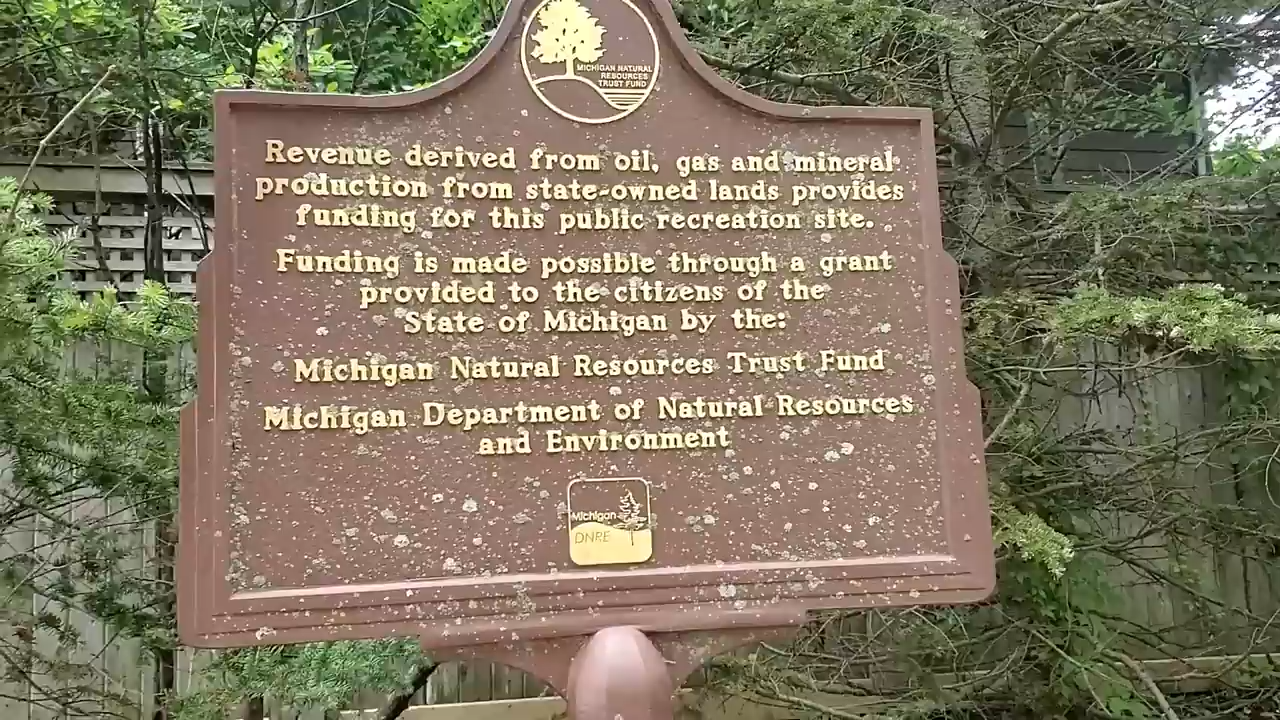 MICHIGAN NATURAL
RESOURCES
TRUST FUND
Revenue derived from oil, gas and mineral
production from state-owned lands provides
funding for this public recreation site.
Funding is made possible through a grant
provided to the citizens of the
State of Michigan by the:
Michigan Natural Resources Trust Fund
Michigan Department of Natural Resources
and Environment
Michigan
DNRE